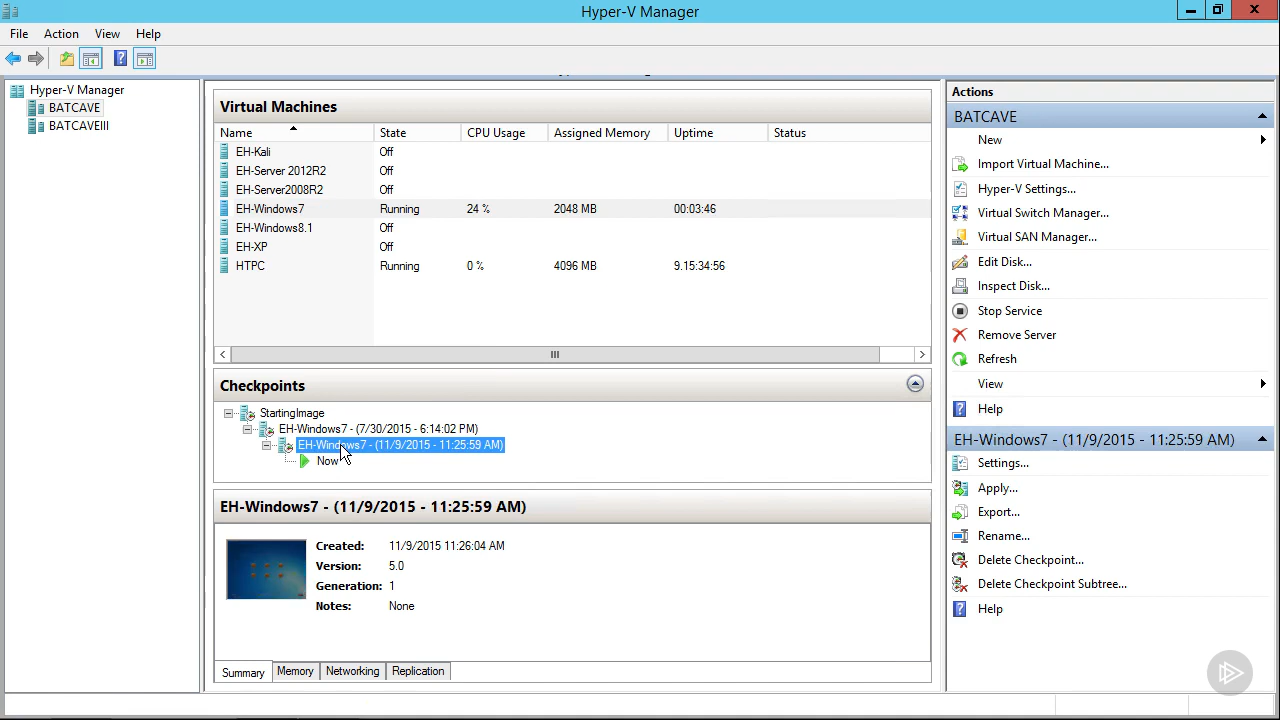 Hyper-V Manager
File Action View Help
Hyper-V Manager
BATCAVE
BATCAVEIII
Virtual Machines
Name State CPU Usage Assigned Memory Uptime Status
EH-Kali Off
EH-Server 2012R2 Off
EH-Server2008R2 Off
EH-Windows7 Running 24 % 2048 MB 00:03:46
EH-Windows8.1 Off
EH-XP Off
HTPC Running 0 % 4096 MB 9.15:34:56
Checkpoints
StartingImage
EH-Windows7 - (7/30/2015 - 6:14:02 PM)
EH-Windows7 - (11/9/2015 - 11:25:59 AM)
Now
EH-Windows7 - (11/9/2015 - 11:25:59 AM)
Created: 11/9/2015 11:26:04 AM
Version: 5.0
Generation: 1
Notes: None
Summary Memory Networking Replication
Actions
BATCAVE
New
Import Virtual Machine...
Hyper-V Settings...
Virtual Switch Manager...
Virtual SAN Manager...
Edit Disk...
Inspect Disk...
Stop Service
Remove Server
Refresh
View
Help
EH-Windows7 - (11/9/2015 - 11:25:59 AM)
Settings...
Apply...
Export...
Rename...
Delete Checkpoint...
Delete Checkpoint Subtree...
Help